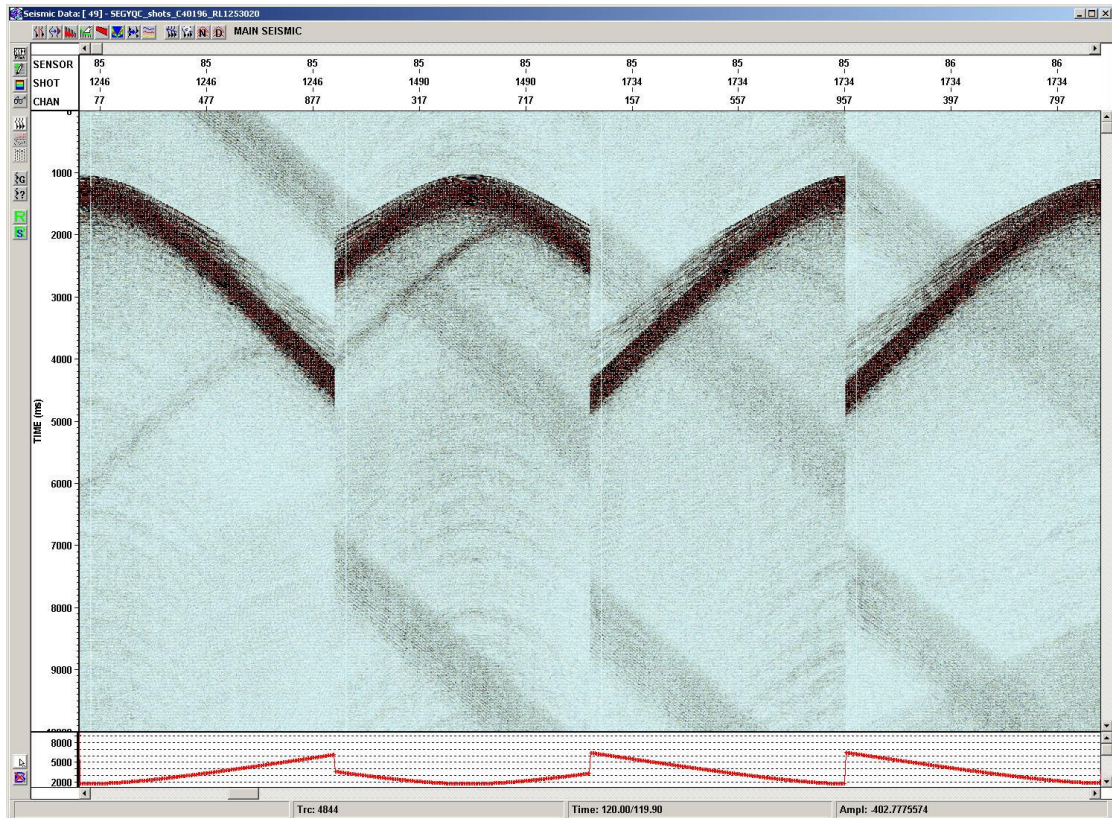 Seismic Data: [ 49] - SEGYQC_shots_C40196_RL1253020
MAIN SEISMIC
SENSOR 85 85 85 85 85 85 85 85 86 86
SHOT 1246 1246 1246 1490 1490 1734 1734 1734 1734 1734
CHAN 77 477 877 317 717 157 557 957 397 797
0
1000
2000
3000
4000
5000
6000
7000
8000
9000
TIME (ms)
8000
5000
2000
Trc: 4844 Time: 120.00/119.90 Ampl: -402.7775574